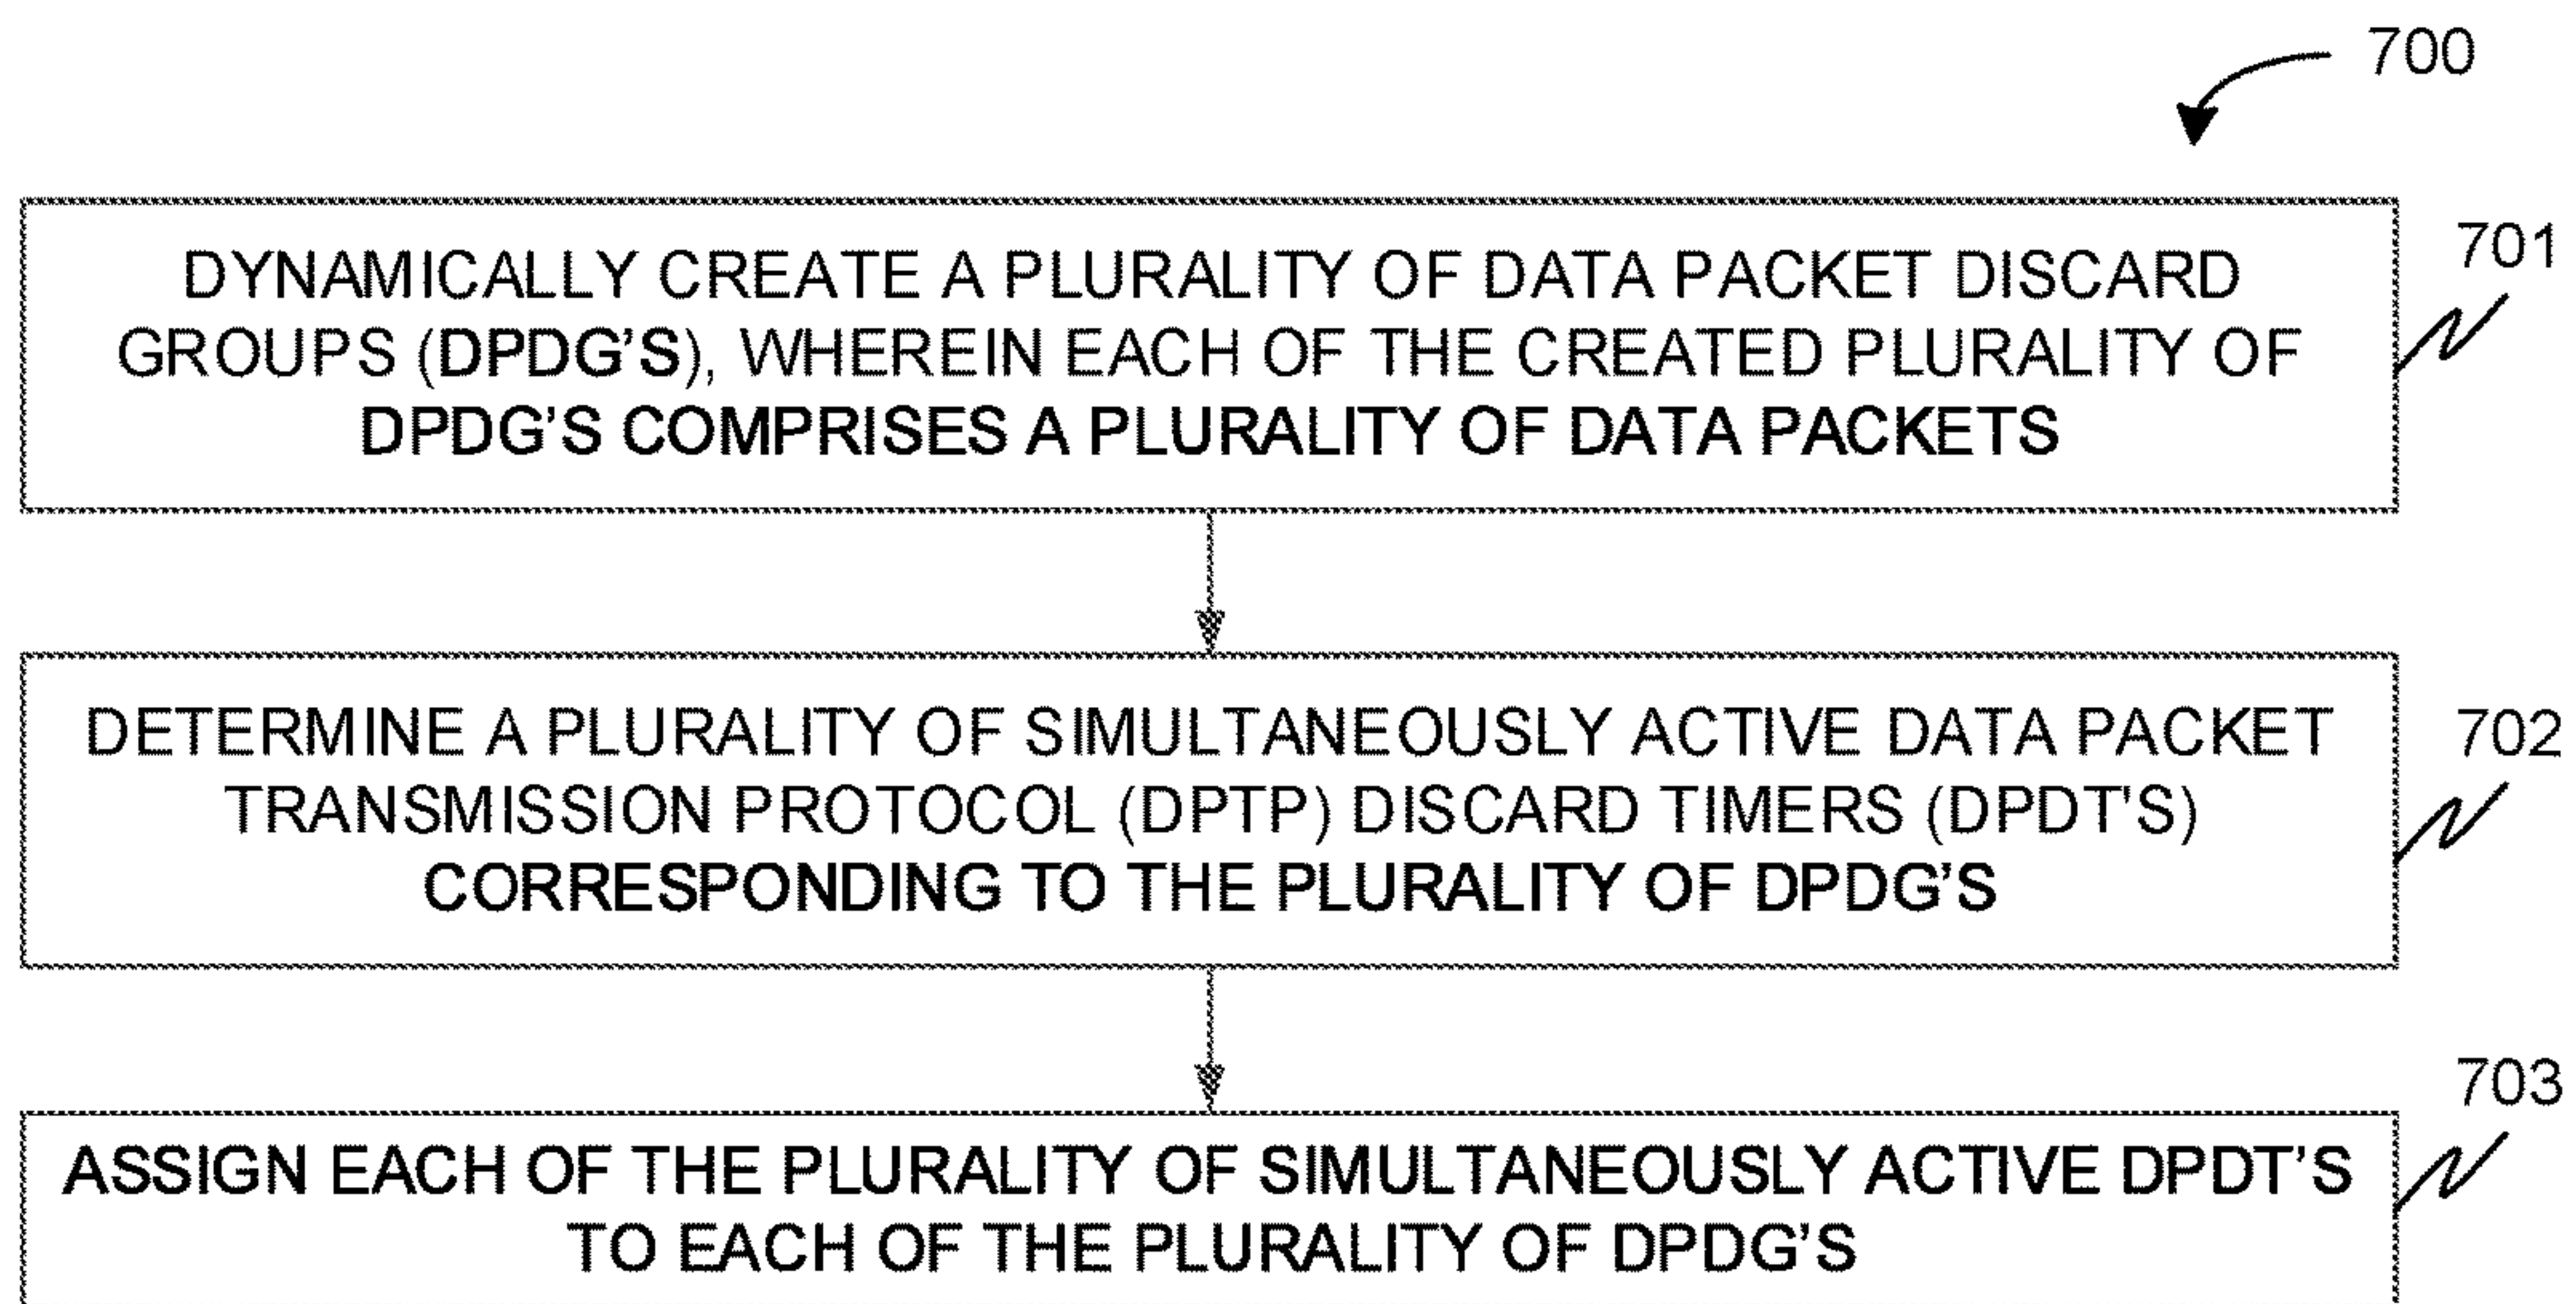 700
DYNAMICALLY CREATE A PLURALITY OF DATA PACKET DISCARD
GROUPS (DPDG’S), WHEREIN EACH OF THE CREATED PLURALITY OF
DPDG’S COMPRISES A PLURALITY OF DATA PACKETS
701
DETERMINE A PLURALITY OF SIMULTANEOUSLY ACTIVE DATA PACKET
TRANSMISSION PROTOCOL (DPTP) DISCARD TIMERS (DPDT'S)
CORRESPONDING TO THE PLURALITY OF DPDG’S
702
ASSIGN EACH OF THE PLURALITY OF SIMULTANEOUSLY ACTIVE DPDT’S
TO EACH OF THE PLURALITY OF DPDG’S
703